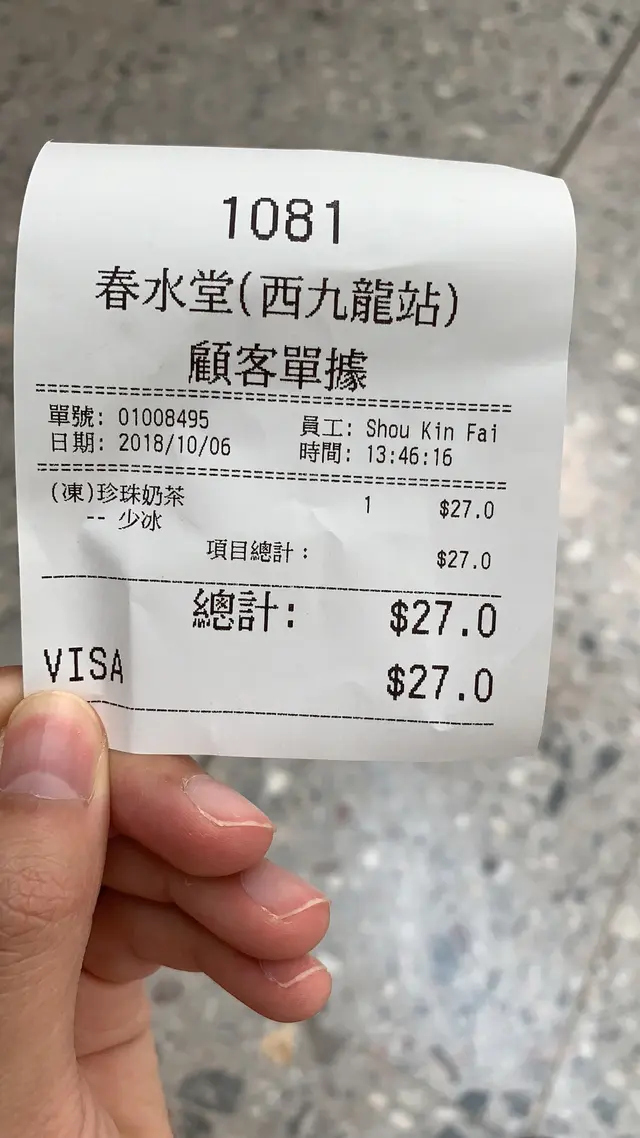 1081
春水堂(西九龍站)
顧客單據
單號: 01008495 員工: Shou Kin Fai
日期: 2018/10/06 時間: 13:46:16
(凍)珍珠奶茶 1 $27.0
-- 少冰
項目總計: $27.0
總計: $27.0
VISA $27.0